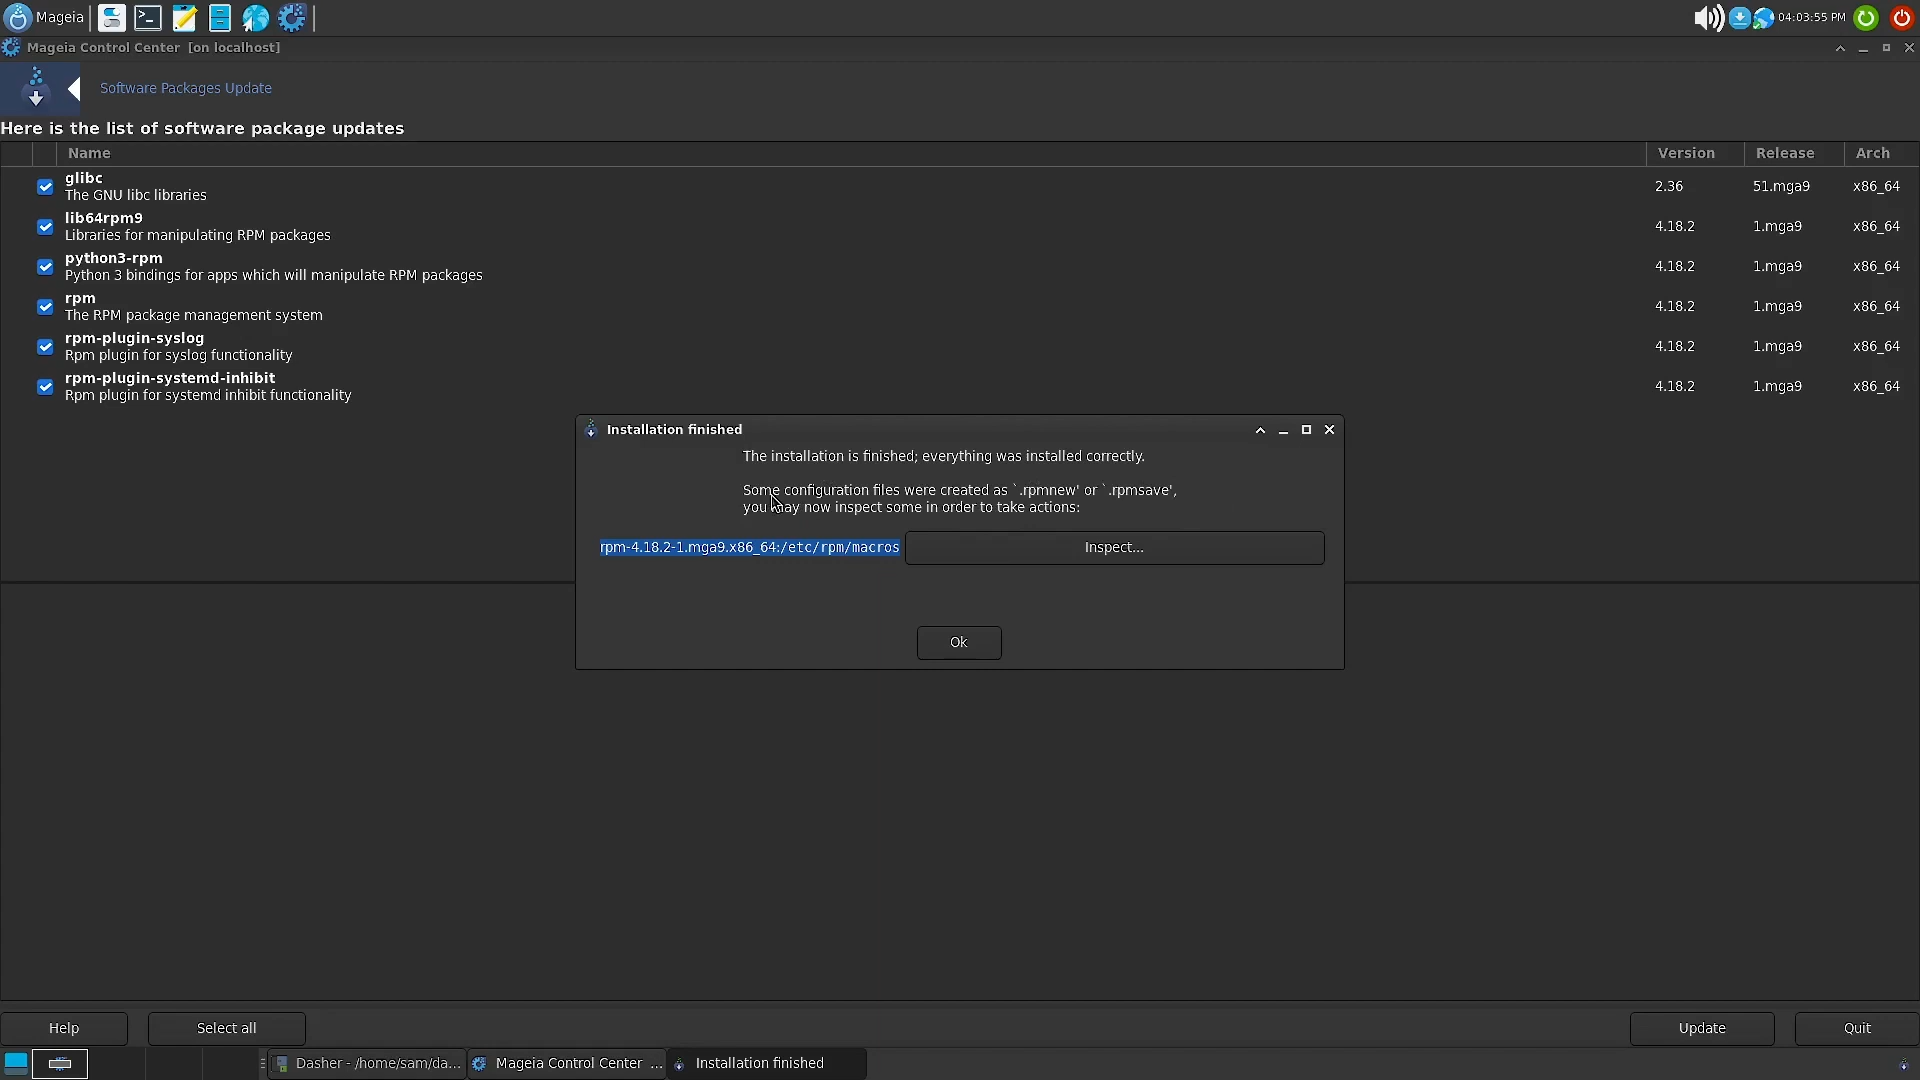 Mageia
04:03:55 PM
Mageia Control Center [on localhost]
Software Packages Update
Here is the list of software package updates
Name Version Release Arch
glibc
The GNU libc libraries
2.36 51.mga9 x86_64
lib64rpm9
Libraries for manipulating RPM packages
4.18.2 1.mga9 x86_64
python3-rpm
Python 3 bindings for apps which will manipulate RPM packages
4.18.2 1.mga9 x86_64
rpm
The RPM package management system
4.18.2 1.mga9 x86_64
rpm-plugin-syslog
Rpm plugin for syslog functionality
4.18.2 1.mga9 x86_64
rpm-plugin-systemd-inhibit
Rpm plugin for systemd inhibit functionality
4.18.2 1.mga9 x86_64
Installation finished
The installation is finished; everything was installed correctly.
Some configuration files were created as `.rpmnew' or `.rpmsave',
you may now inspect some in order to take actions:
rpm-4.18.2-1.mga9.x86_64:/etc/rpm/macros Inspect...
Ok
Help Select all Update Quit
Dasher - /home/sam/da... Mageia Control Center ... Installation finished